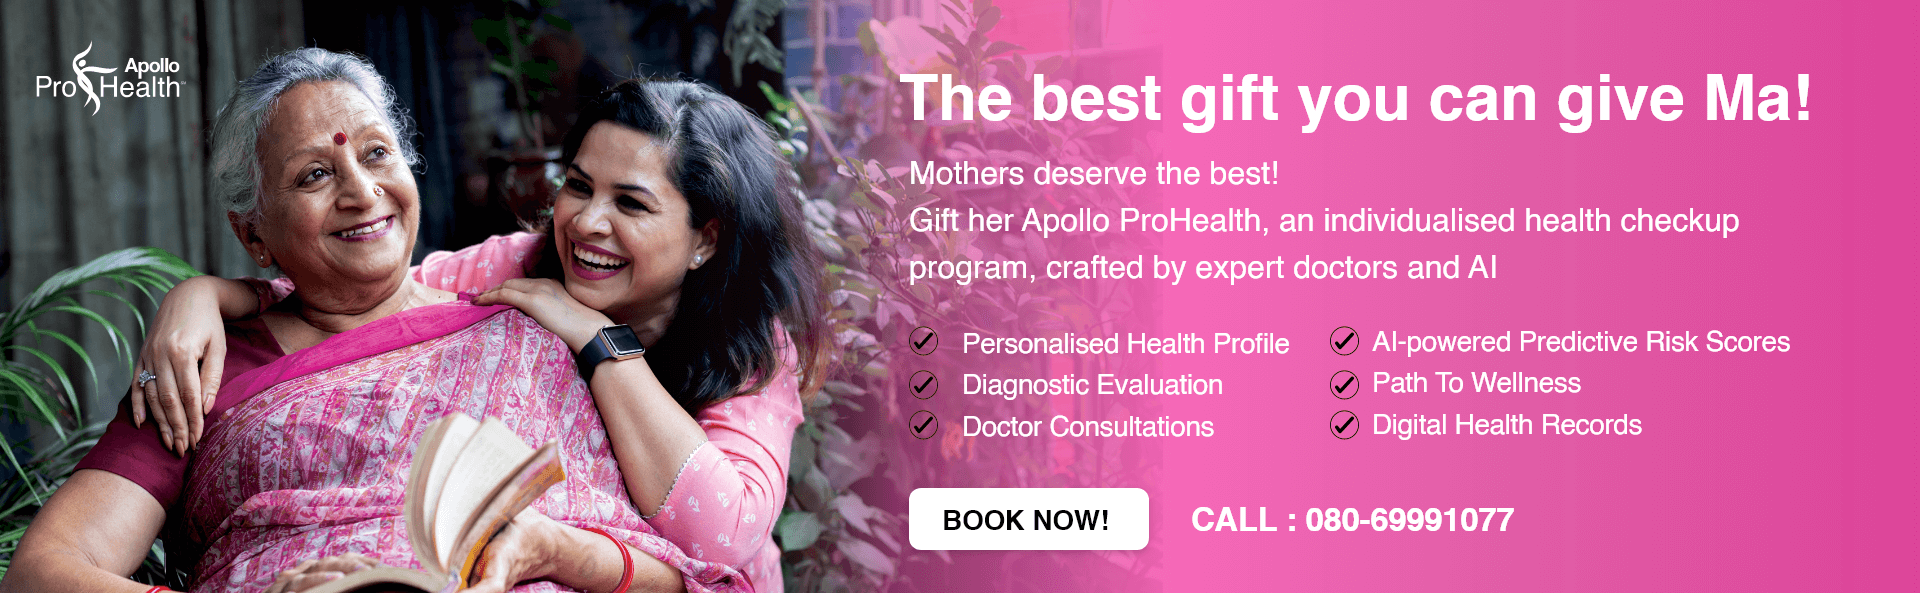 Apollo
ProHealth
The best gift you can give Ma!
Mothers deserve the best!
Gift her Apollo ProHealth, an individualised health checkup
program, crafted by expert doctors and AI
Personalised Health Profile
Diagnostic Evaluation
Doctor Consultations
AI-powered Predictive Risk Scores
Path To Wellness
Digital Health Records
BOOK NOW!
CALL : 080-69991077